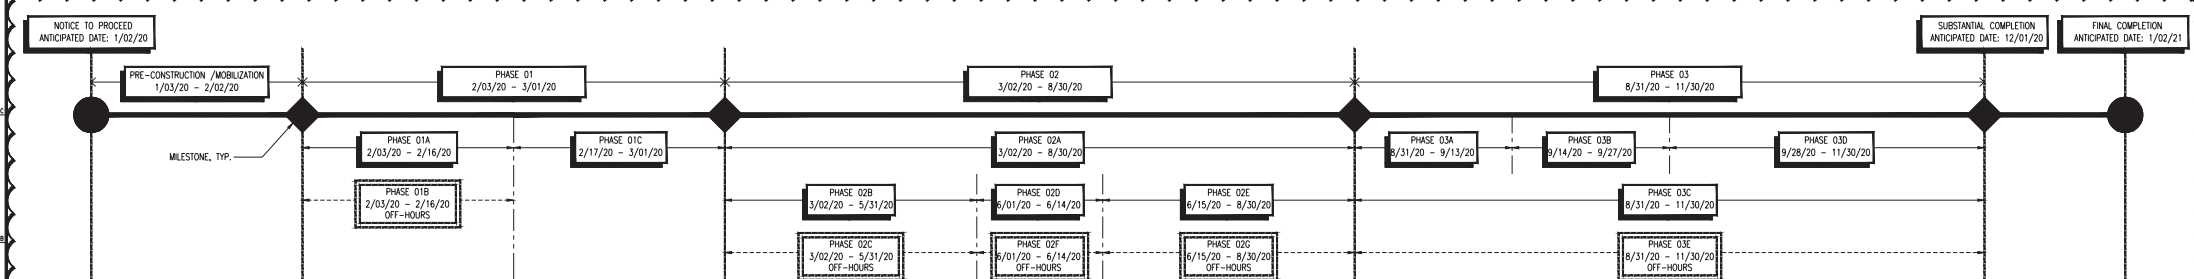 NOTICE TO PROCEED
ANTICIPATED DATE: 1/02/20
SUBSTANTIAL COMPLETION
ANTICIPATED DATE: 12/01/20
FINAL COMPLETION
ANTICIPATED DATE: 1/02/21
PRE-CONSTRUCTION /MOBILIZATION
1/03/20 - 2/02/20
PHASE 01
2/03/20 - 3/01/20
PHASE 02
3/02/20 - 8/30/20
PHASE 03
8/31/20 - 11/30/20
MILESTONE, TYP.
PHASE 01A
2/03/20 - 2/16/20
PHASE 01C
2/17/20 - 3/01/20
PHASE 02A
3/02/20 - 8/30/20
PHASE 03A
8/31/20 - 9/13/20
PHASE 03B
9/14/20 - 9/27/20
PHASE 03D
9/28/20 - 11/30/20
PHASE 01B
2/03/20 - 2/16/20
OFF-HOURS
PHASE 02B
3/02/20 - 5/31/20
PHASE 02D
6/01/20 - 6/14/20
PHASE 02E
6/15/20 - 8/30/20
PHASE 03C
8/31/20 - 11/30/20
PHASE 02C
3/02/20 - 5/31/20
OFF-HOURS
PHASE 02F
6/01/20 - 6/14/20
OFF-HOURS
PHASE 02G
6/15/20 - 8/30/20
OFF-HOURS
PHASE 03E
8/31/20 - 11/30/20
OFF-HOURS
C
B